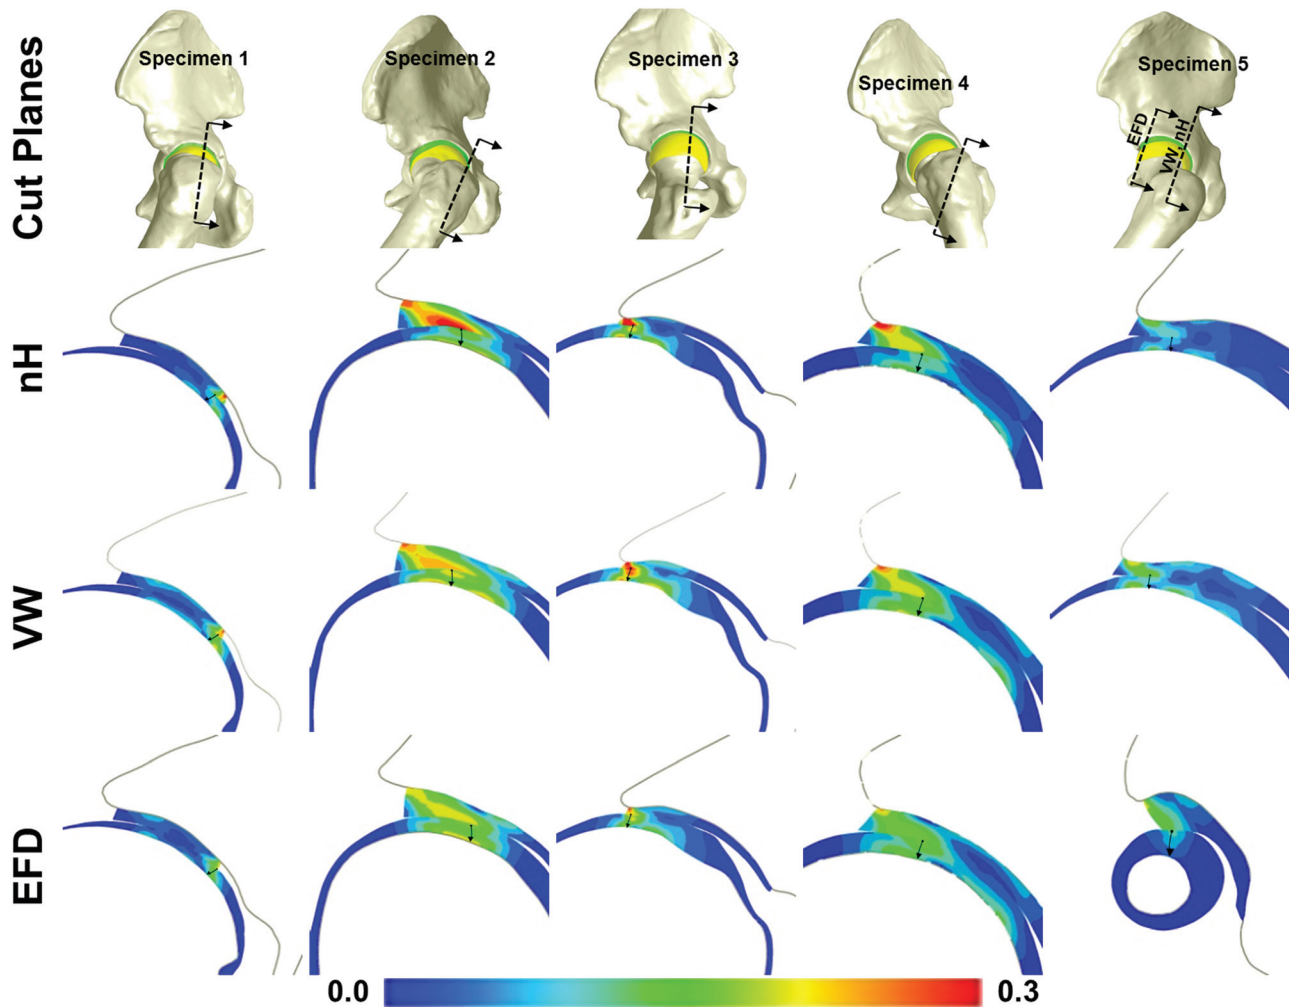 Cut Planes
Specimen 1
Specimen 2
Specimen 3
Specimen 4
Specimen 5
EFD
VW, nH
nH
VW
EFD
0.0
0.3